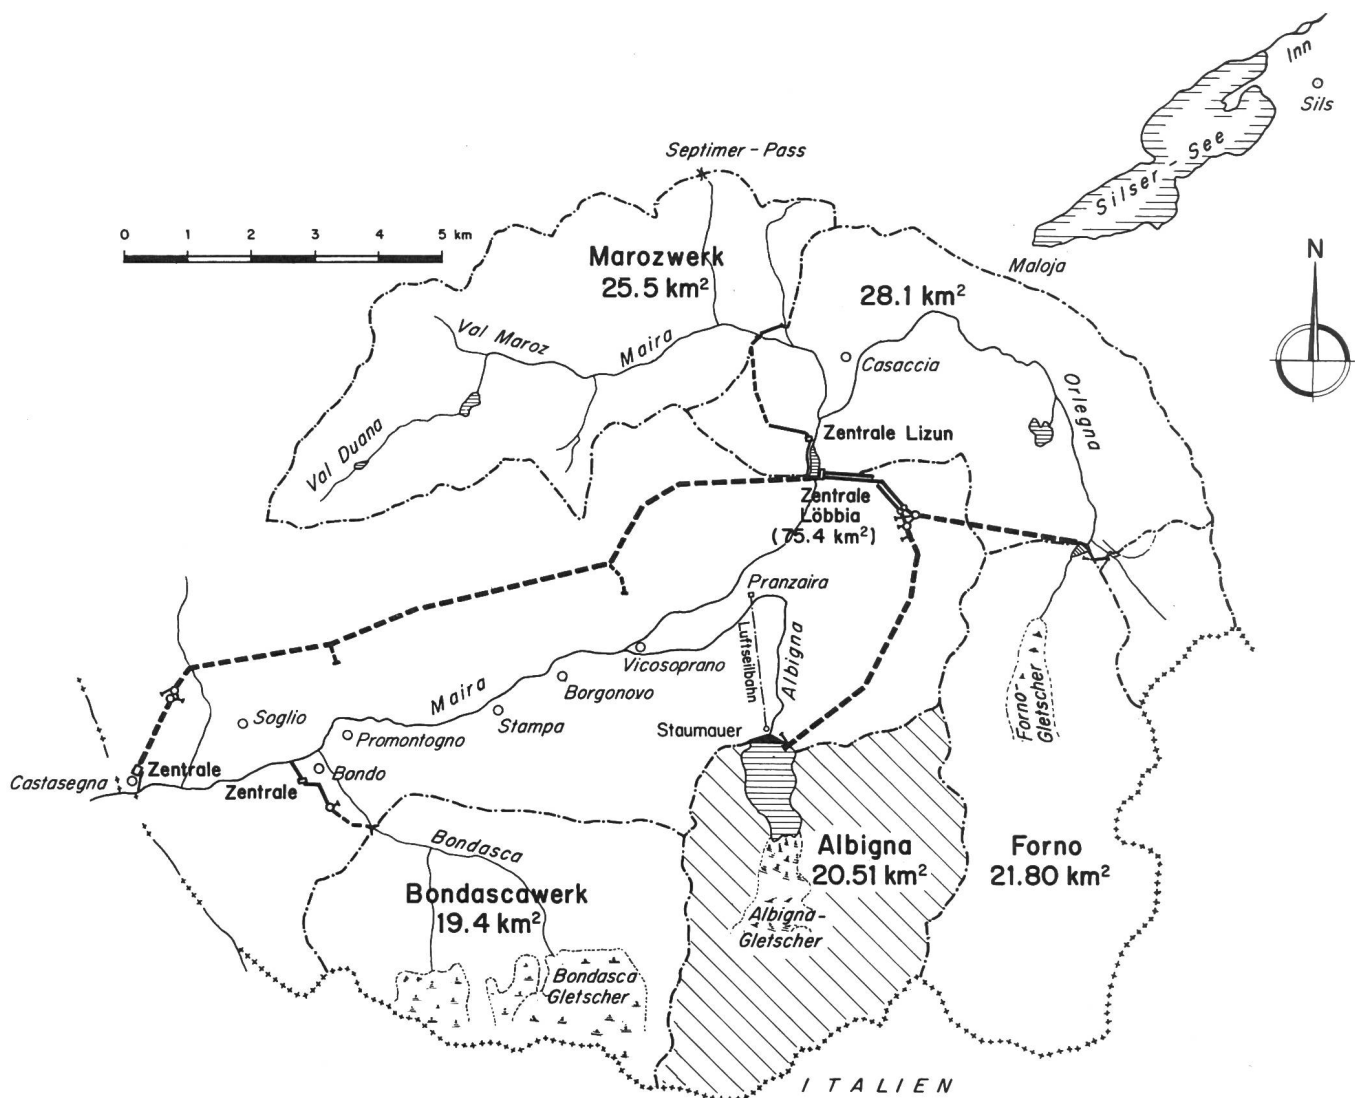 Inn
Sils
Silser-See
Septimer-Pass
0 1 2 3 4 5 km
Marozwerk
25.5 km²
Maloja
N
28.1 km²
Val Maroz
Maira
Casaccia
Orlegna
Val Duana
Zentrale Lizun
Zentrale
Löbbia
(75.4 km²)
Pranzaira
Luftseilbahn
Albigna
Vicosoprano
Forno-
Gletscher
Maira
Borgonovo
Soglio
Stampa
Staumauer
Promontogno
Castasegna
Zentrale
Bondo
Zentrale
Bondasca
Albigna
20.51 km²
Forno
21.80 km²
Bondascawerk
19.4 km²
Albigna-
Gletscher
Bondasca
Gletscher
ITALIEN